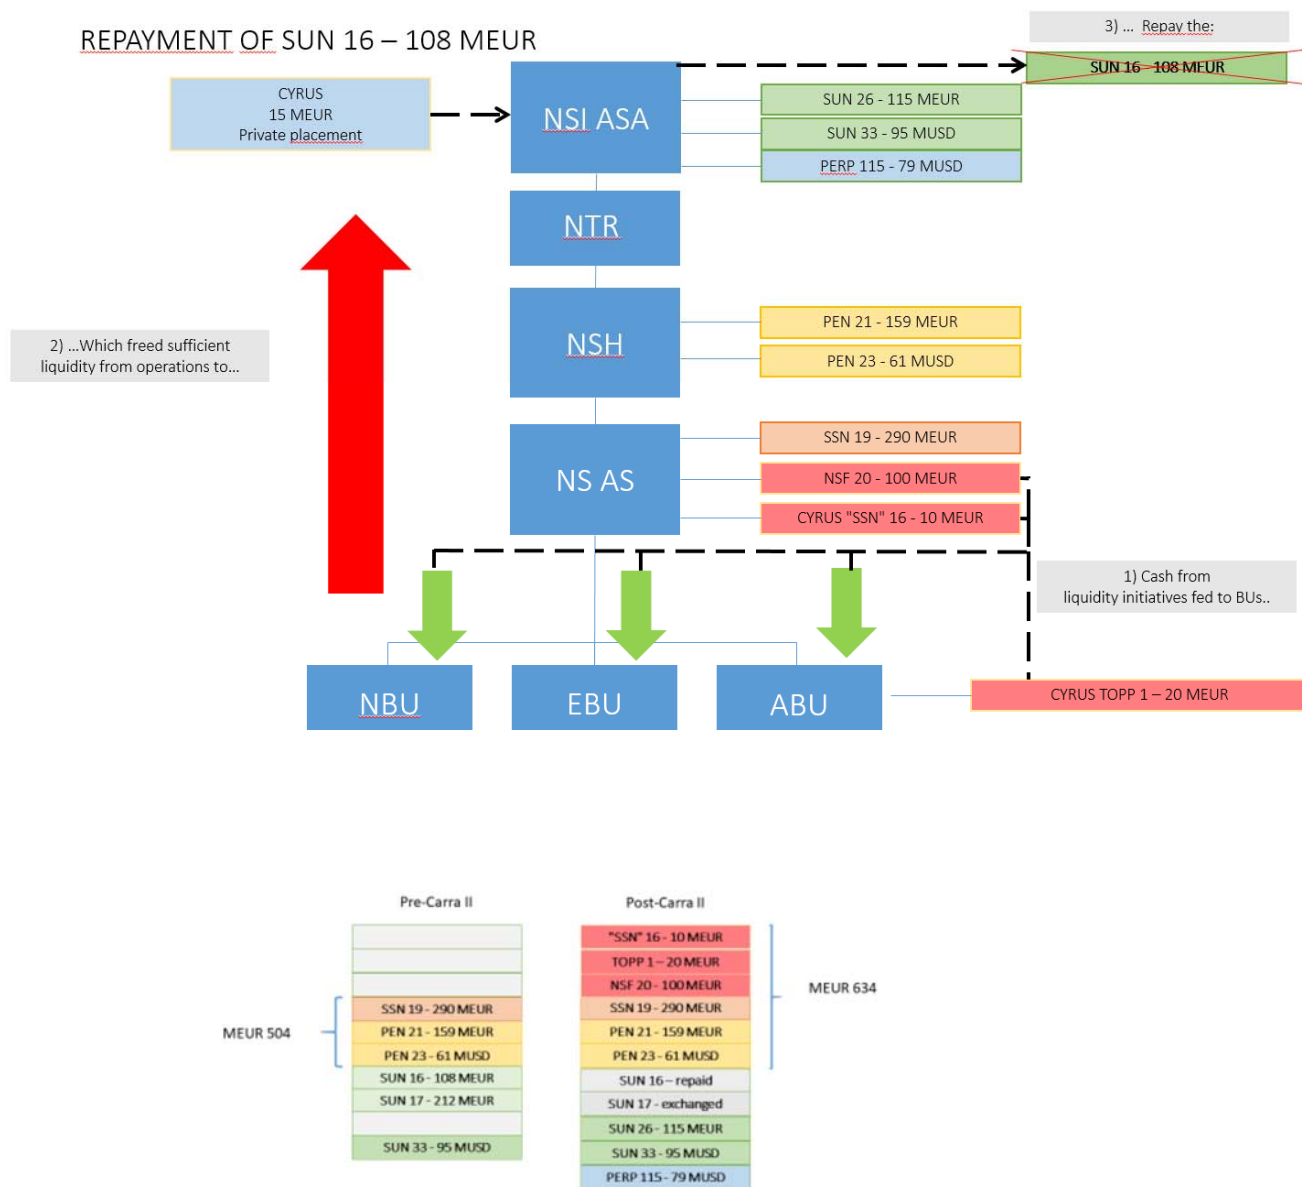 REPAYMENT OF SUN 16 – 108 MEUR
3) ... Repay the:
SUN 16 - 108 MEUR
CYRUS
15 MEUR
Private placement
NSI ASA
SUN 26 - 115 MEUR
SUN 33 - 95 MUSD
PERP 115 - 79 MUSD
NTR
2) ...Which freed sufficient
liquidity from operations to...
NSH
PEN 21 - 159 MEUR
PEN 23 - 61 MUSD
NS AS
SSN 19 - 290 MEUR
NSF 20 - 100 MEUR
CYRUS "SSN" 16 - 10 MEUR
1) Cash from
liquidity initiatives fed to BUs..
NBU
EBU
ABU
CYRUS TOPP 1 – 20 MEUR
Pre-Carra II
SSN 19 - 290 MEUR
PEN 21 - 159 MEUR
PEN 23 - 61 MUSD
SUN 16 - 108 MEUR
SUN 17 - 212 MEUR
SUN 33 - 95 MUSD
MEUR 504
Post-Carra II
"SSN" 16 - 10 MEUR
TOPP 1 – 20 MEUR
NSF 20 - 100 MEUR
SSN 19 - 290 MEUR
PEN 21 - 159 MEUR
PEN 23 - 61 MUSD
SUN 16 – repaid
SUN 17 - exchanged
SUN 26 - 115 MEUR
SUN 33 - 95 MUSD
PERP 115 - 79 MUSD
MEUR 634